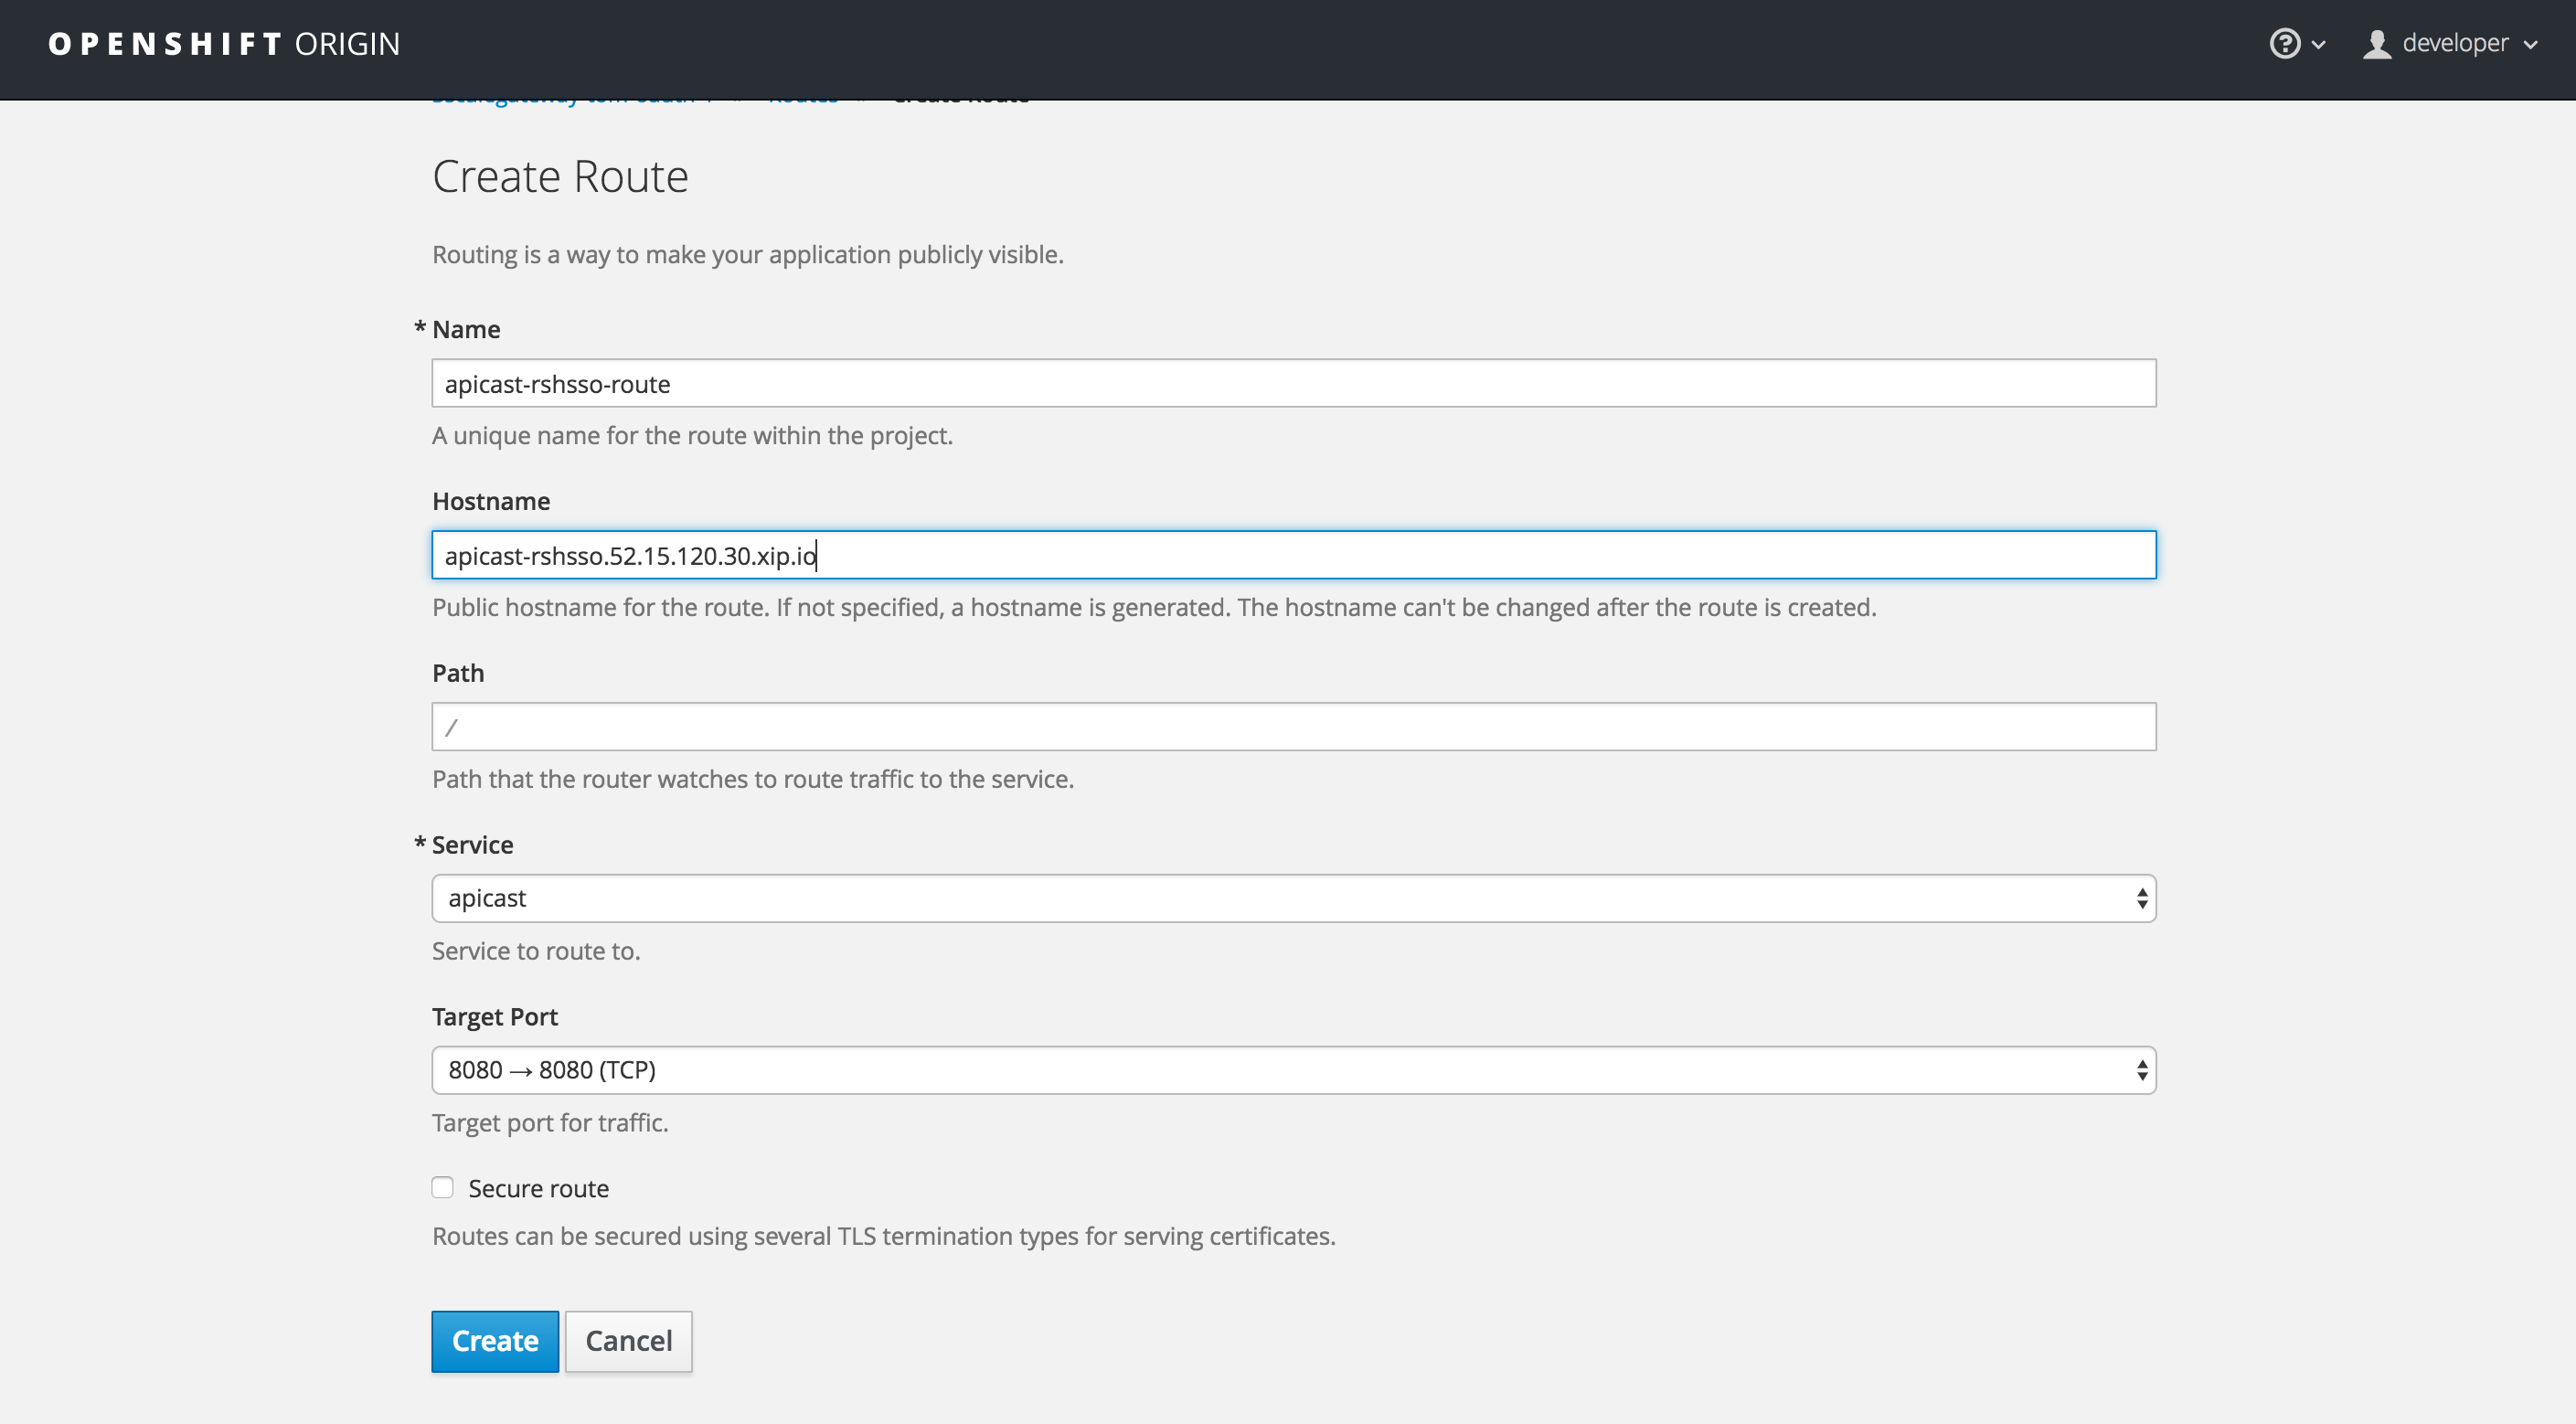 OPENSHIFT ORIGIN
developer
Create Route
Create Route
Routing is a way to make your application publicly visible.
* Name
apicast-rshsso-route
A unique name for the route within the project.
Hostname
apicast-rshsso.52.15.120.30.xip.io
Public hostname for the route. If not specified, a hostname is generated. The hostname can't be changed after the route is created.
Path
/
Path that the router watches to route traffic to the service.
* Service
apicast
Service to route to.
Target Port
8080 → 8080 (TCP)
Target port for traffic.
Secure route
Routes can be secured using several TLS termination types for serving certificates.
Create Cancel